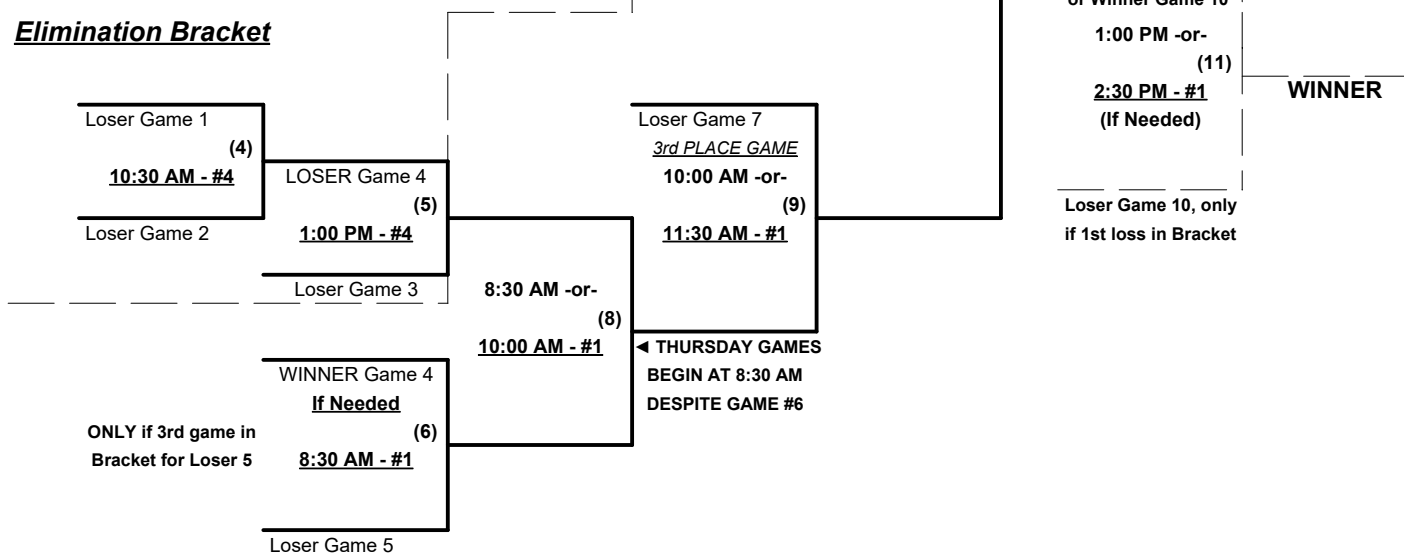 or Winner Game 10
Elimination Bracket
1:00 PM -or-
(11)
2:30 PM - #1
(If Needed)
WINNER
Loser Game 10, only
if 1st loss in Bracket
Loser Game 1
(4)
10:30 AM - #4
Loser Game 2
LOSER Game 4
(5)
1:00 PM - #4
Loser Game 3
Loser Game 7
3rd PLACE GAME
10:00 AM -or-
(9)
11:30 AM - #1
8:30 AM -or-
(8)
10:00 AM - #1
◄ THURSDAY GAMES
BEGIN AT 8:30 AM
DESPITE GAME #6
WINNER Game 4
If Needed
(6)
8:30 AM - #1
Loser Game 5
ONLY if 3rd game in
Bracket for Loser 5